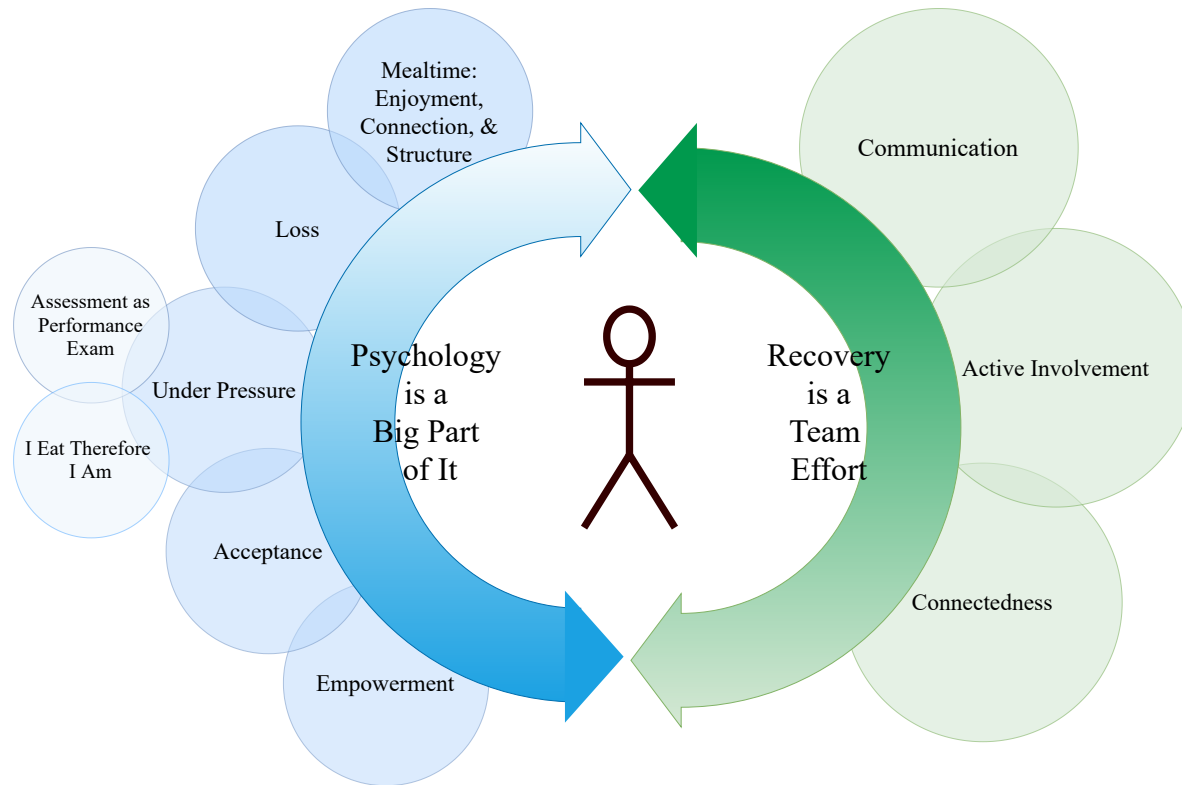 Mealtime:
Enjoyment,
Connection, &
Structure
Loss
Assessment as
Performance
Exam
Under Pressure
I Eat Therefore
I Am
Acceptance
Empowerment
Psychology
is a
Big Part
of It
Recovery
is a
Team
Effort
Communication
Active Involvement
Connectedness